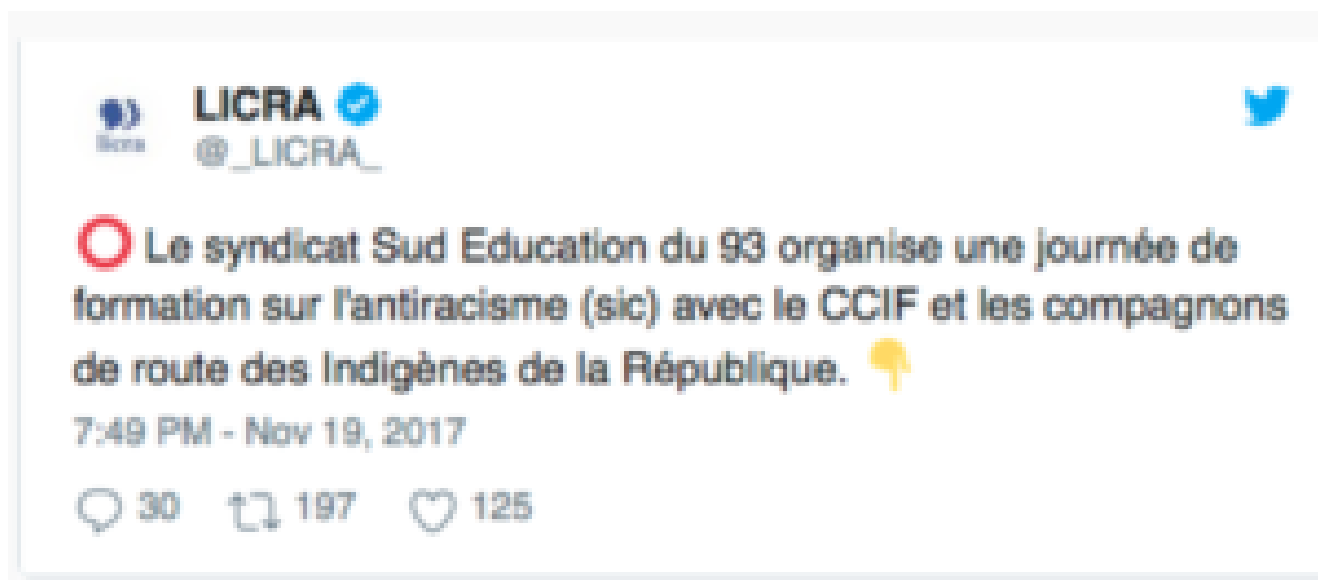 LICRA
licra
@_LICRA_
⭕ Le syndicat Sud Education du 93 organise une journée de
formation sur l'antiracisme (sic) avec le CCIF et les compagnons
de route des Indigènes de la République. 👇
7:49 PM - Nov 19, 2017
30 197 125